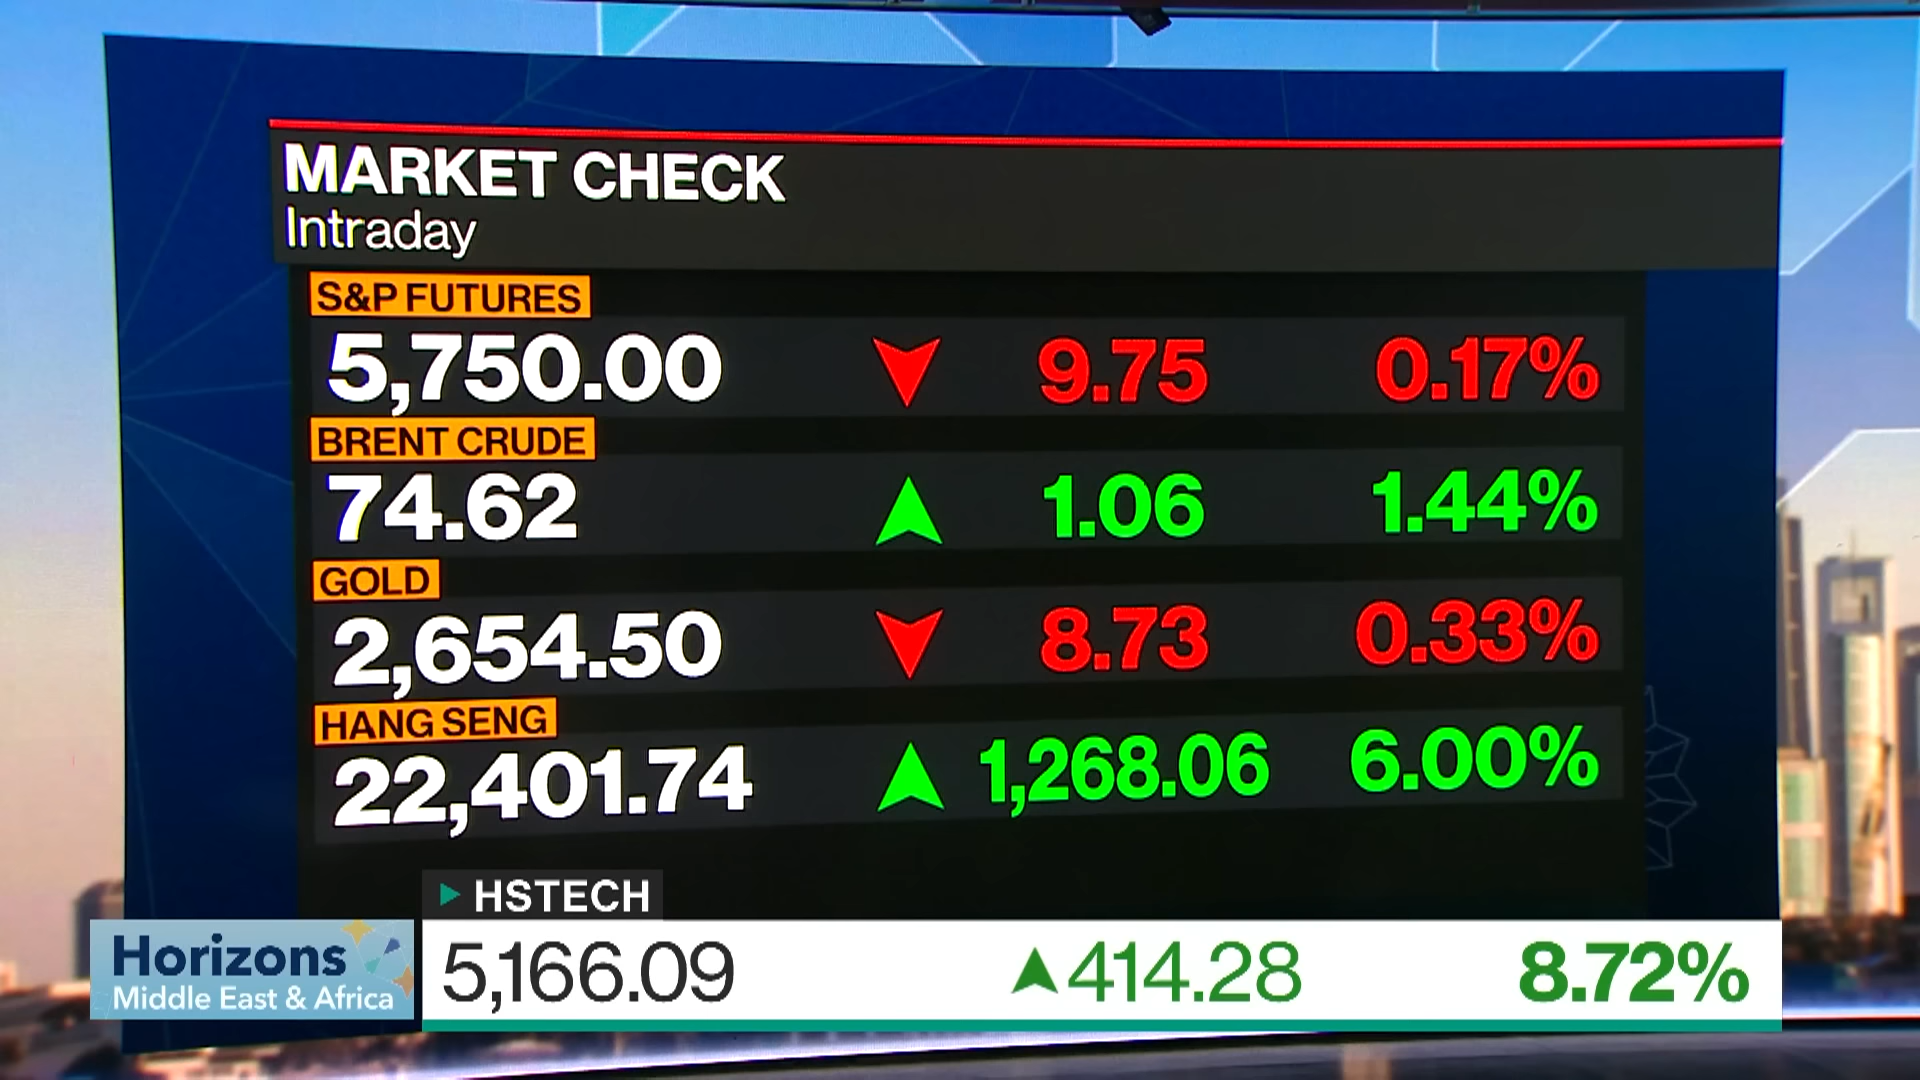 MARKET CHECK
Intraday
S&P FUTURES
5,750.00 ▼ 9.75 0.17%
BRENT CRUDE
74.62 ▲ 1.06 1.44%
GOLD
2,654.50 ▼ 8.73 0.33%
HANG SENG
22,401.74 ▲ 1,268.06 6.00%
HSTECH
5,166.09 ▲ 414.28 8.72%
Horizons
Middle East & Africa